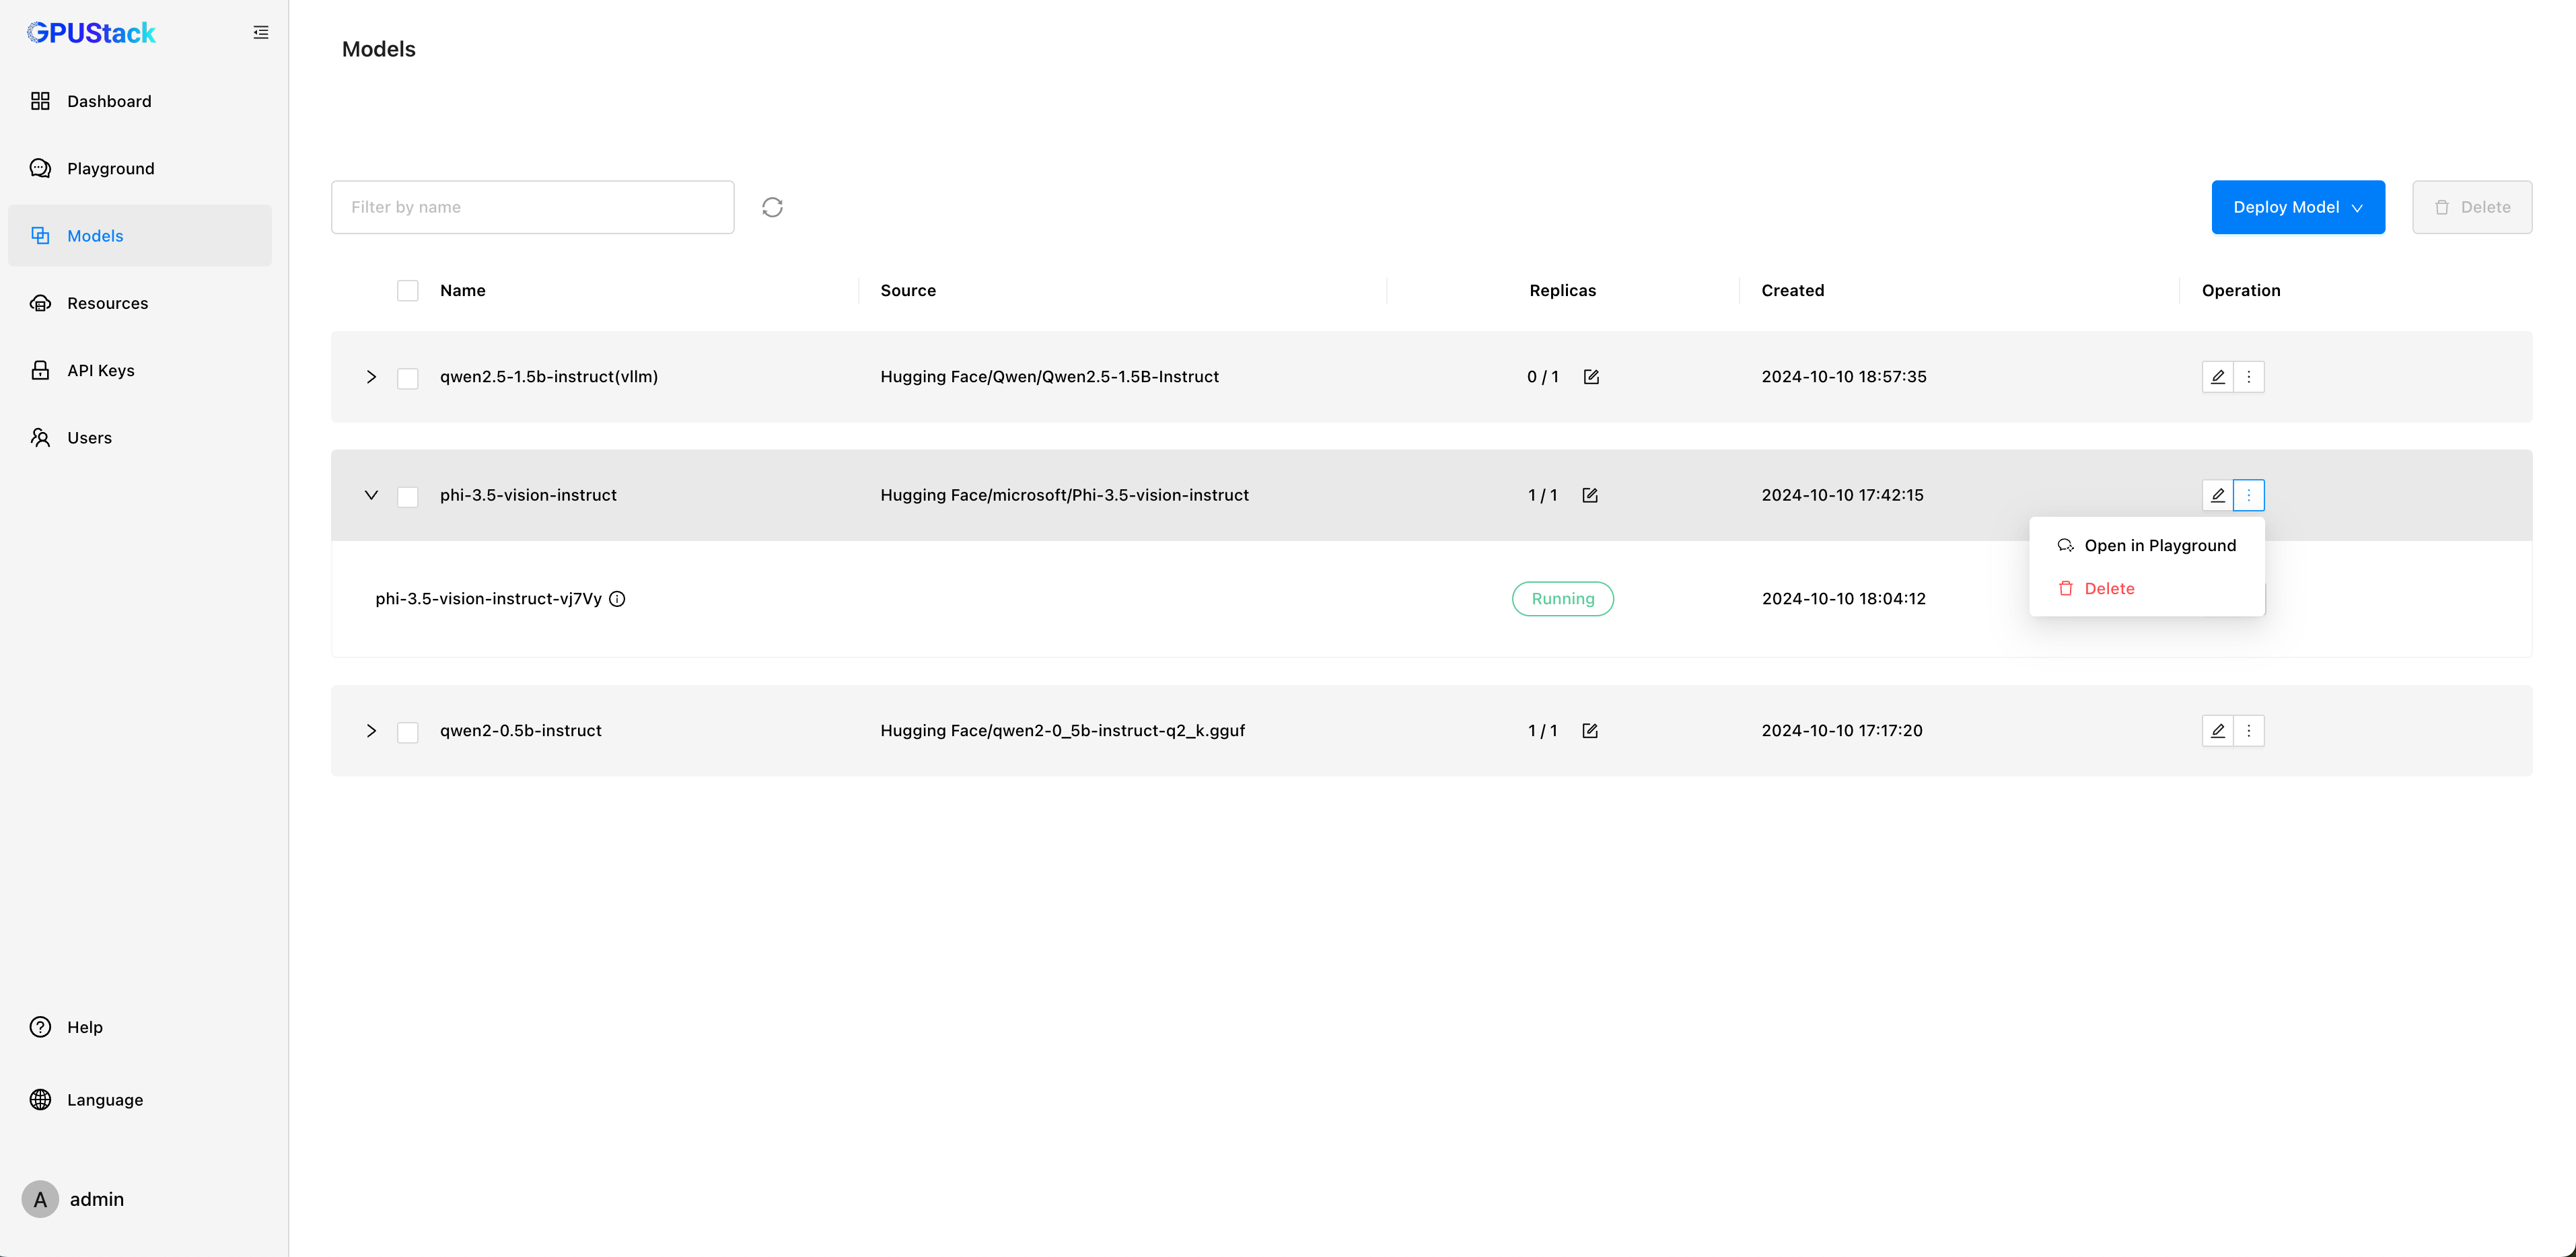 GPUStack
Dashboard
Playground
Models
Resources
API Keys
Users
Help
Language
A admin
Models
Filter by name
Deploy Model
Delete
Name Source Replicas Created Operation
qwen2.5-1.5b-instruct(vllm) Hugging Face/Qwen/Qwen2.5-1.5B-Instruct 0 / 1 2024-10-10 18:57:35
phi-3.5-vision-instruct Hugging Face/microsoft/Phi-3.5-vision-instruct 1 / 1 2024-10-10 17:42:15
Open in Playground
Delete
phi-3.5-vision-instruct-vj7Vy Running 2024-10-10 18:04:12
qwen2-0.5b-instruct Hugging Face/qwen2-0_5b-instruct-q2_k.gguf 1 / 1 2024-10-10 17:17:20